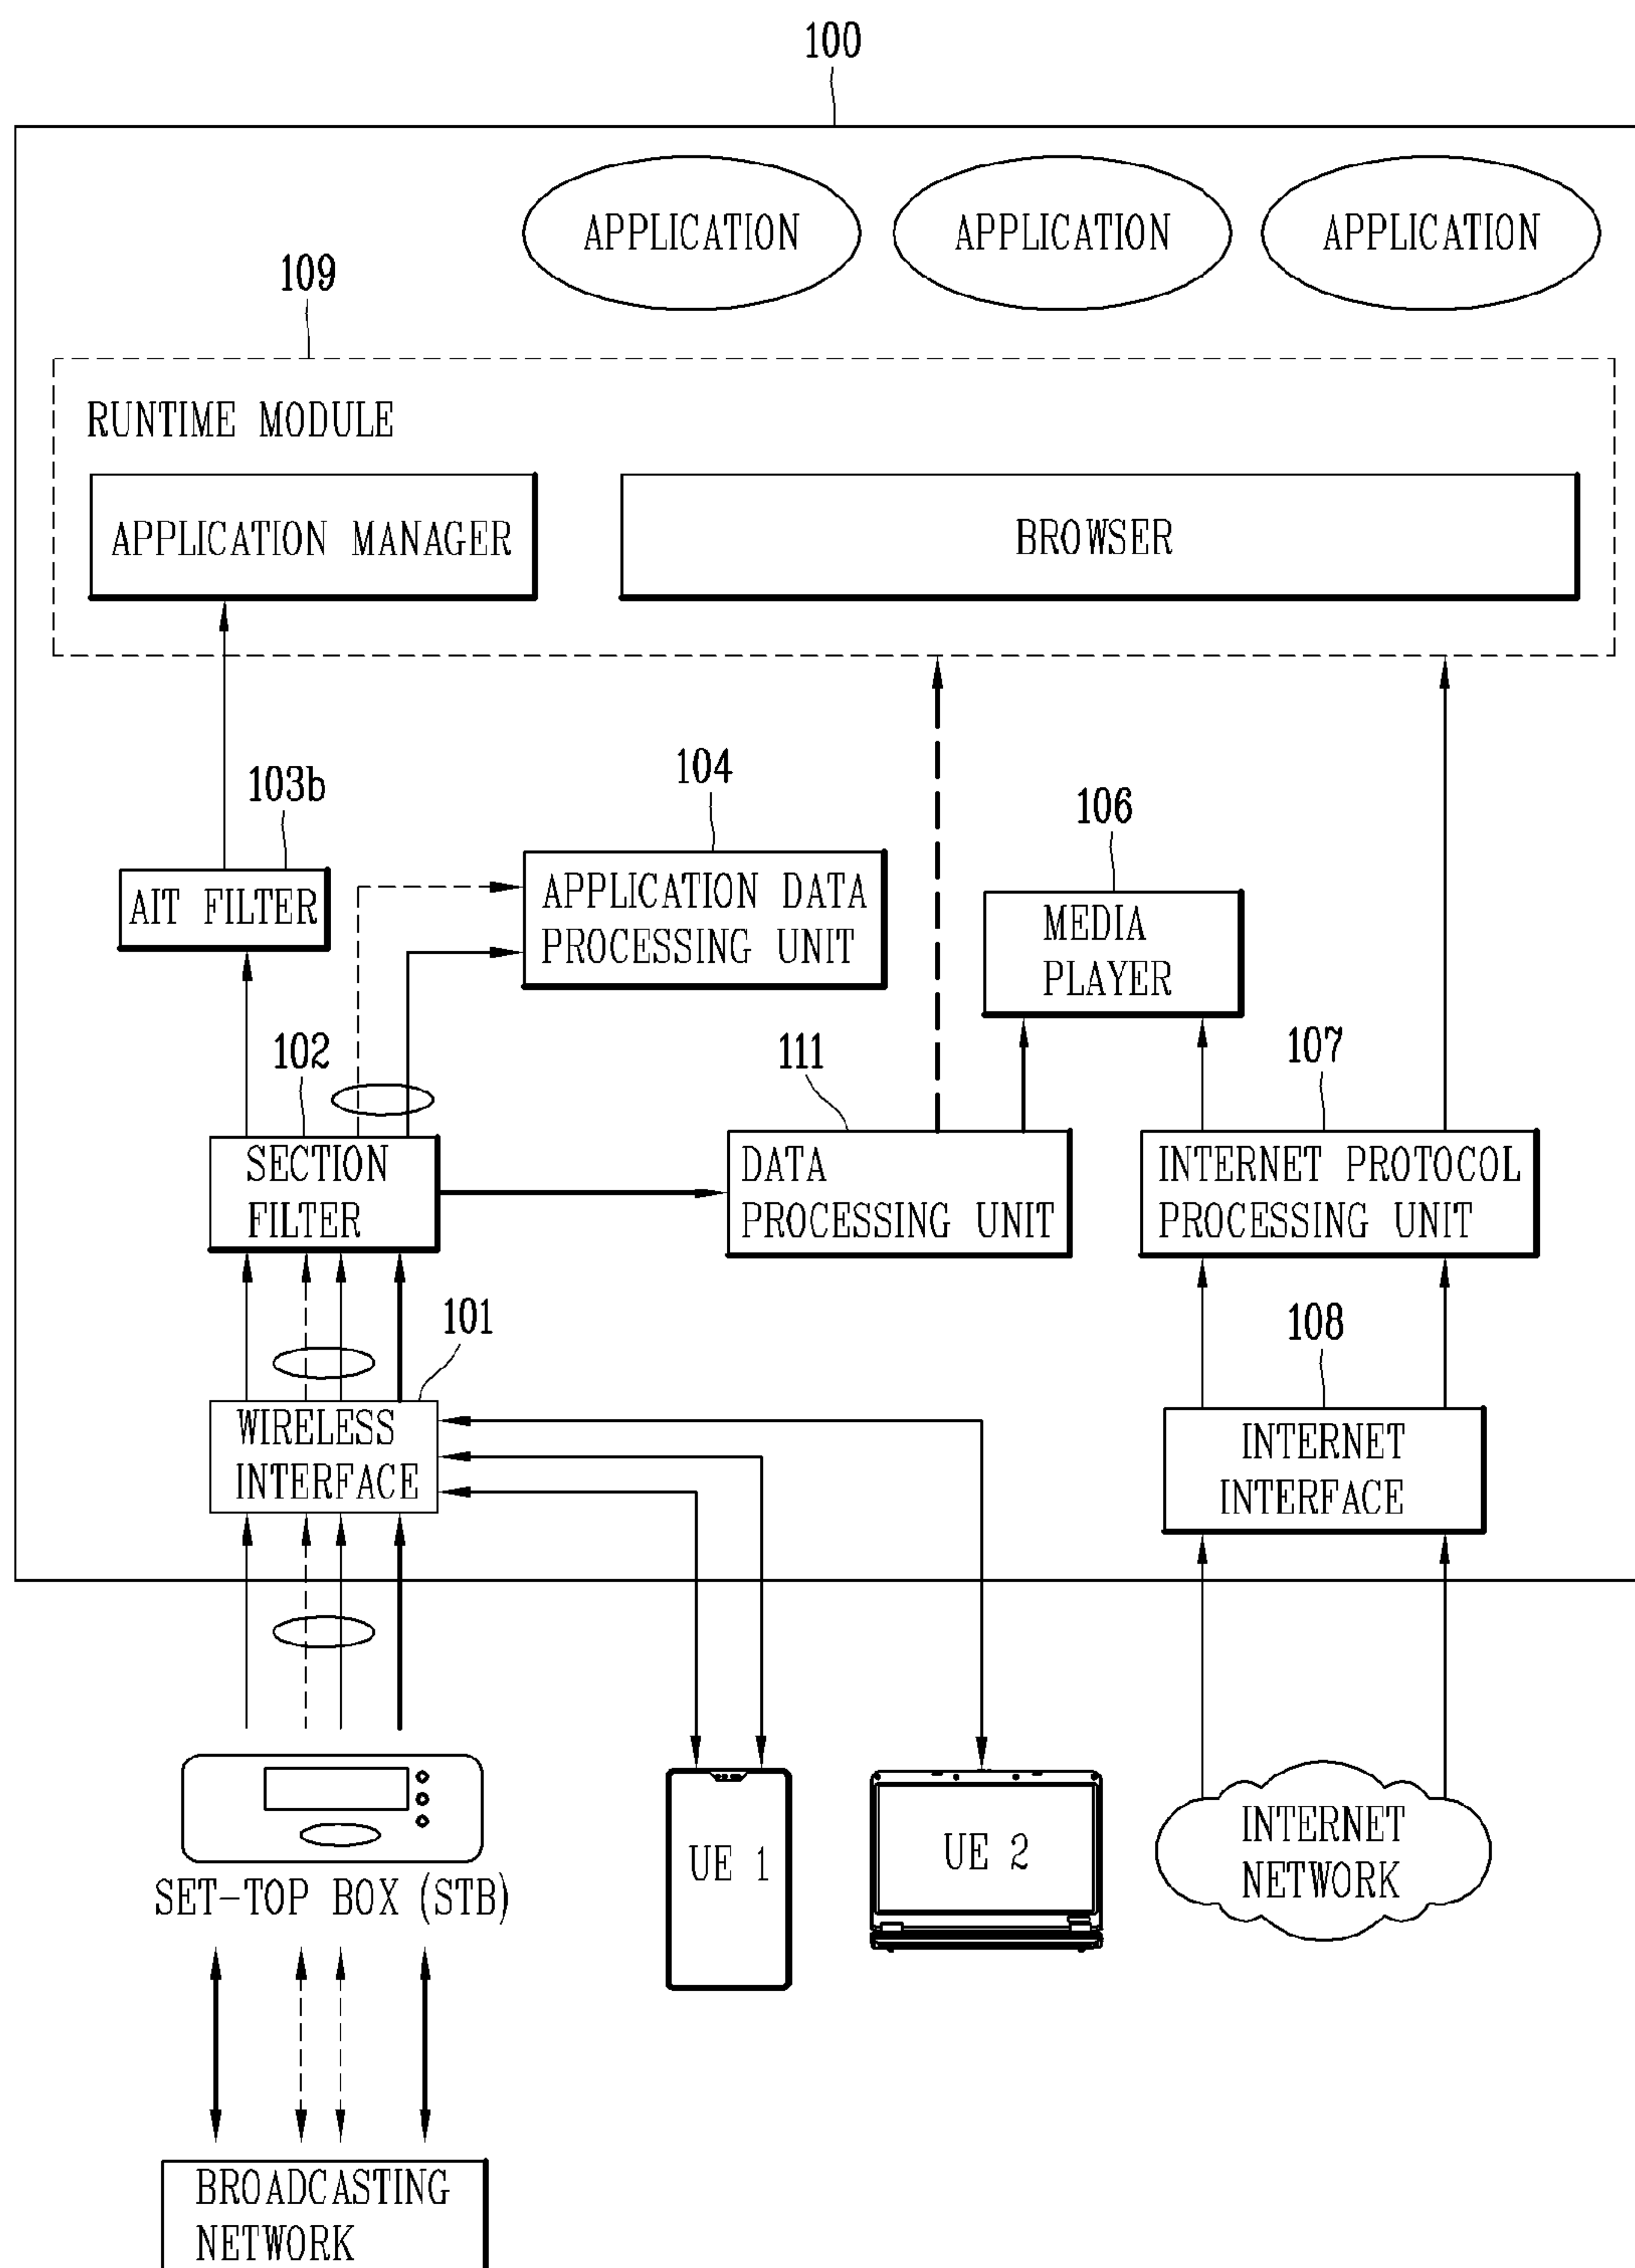 100
APPLICATION
APPLICATION
APPLICATION
109
RUNTIME MODULE
APPLICATION MANAGER
BROWSER
103b
104
106
AIT FILTER
APPLICATION DATA
PROCESSING UNIT
MEDIA
PLAYER
102
111
107
SECTION
FILTER
DATA
PROCESSING UNIT
INTERNET PROTOCOL
PROCESSING UNIT
101
108
WIRELESS
INTERFACE
INTERNET
INTERFACE
UE 1
UE 2
INTERNET
NETWORK
SET-TOP BOX (STB)
BROADCASTING
NETWORK